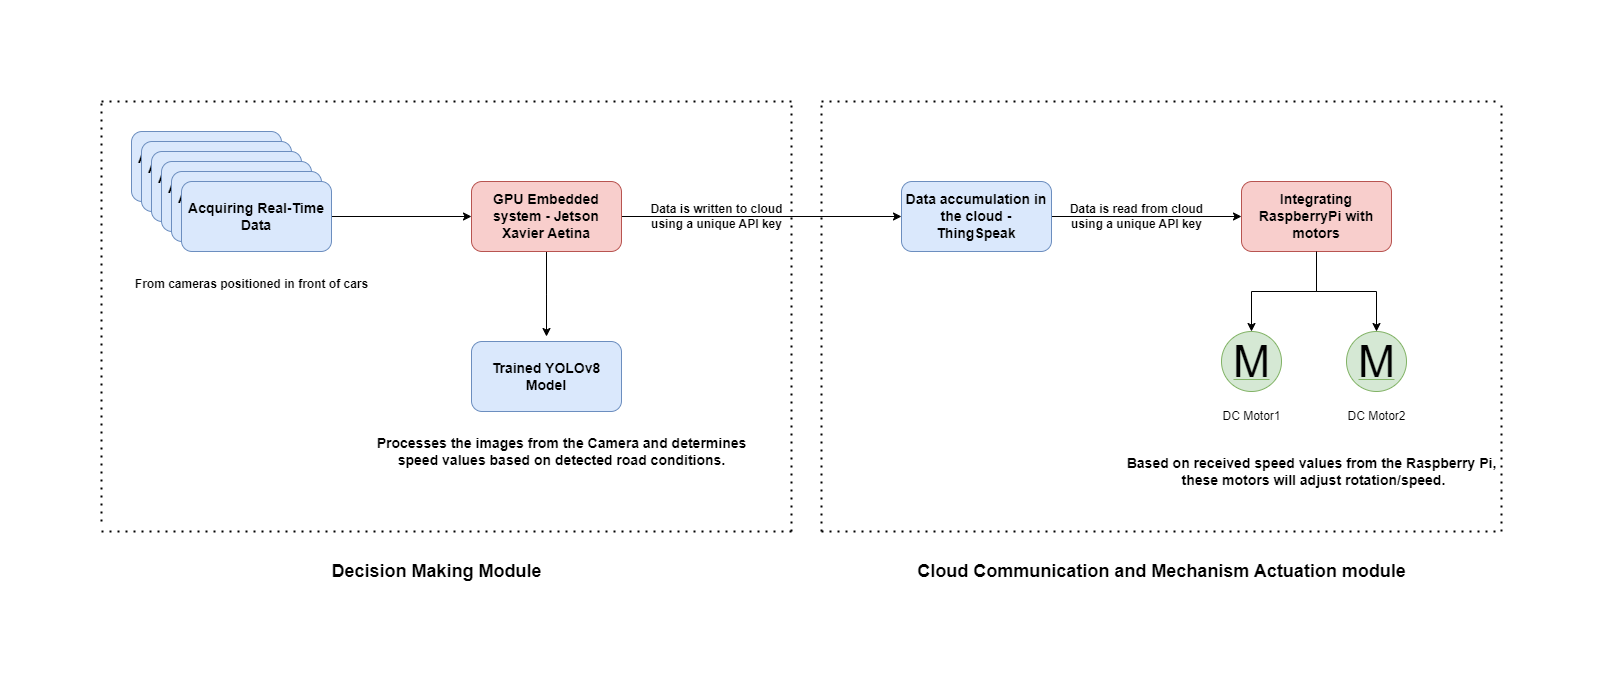 Acquiring Real-Time
Data
From cameras positioned in front of cars
GPU Embedded
system - Jetson
Xavier Aetina
Data is written to cloud
using a unique API key
Trained YOLOv8
Model
Processes the images from the Camera and determines
speed values based on detected road conditions.
Decision Making Module
Data accumulation in
the cloud -
ThingSpeak
Data is read from cloud
using a unique API key
Integrating
RaspberryPi with
motors
M
M
DC Motor1
DC Motor2
Based on received speed values from the Raspberry Pi,
these motors will adjust rotation/speed.
Cloud Communication and Mechanism Actuation module